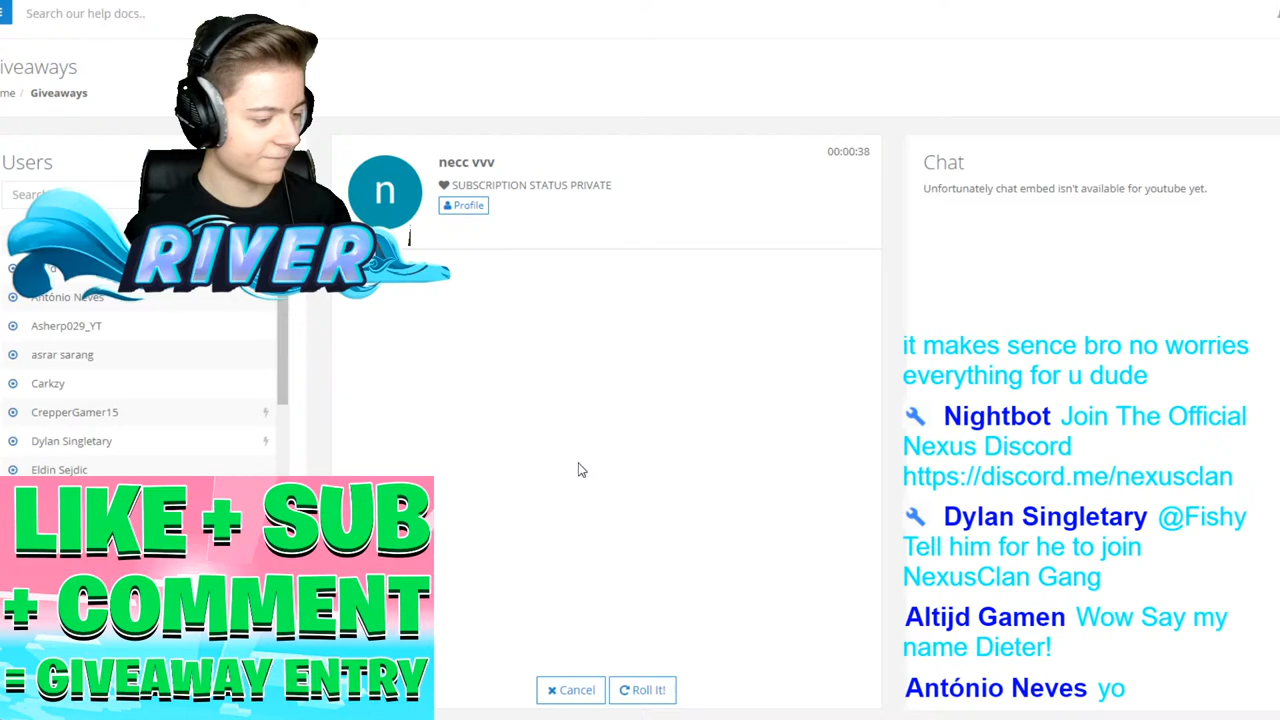 Search our help docs..
iveaways
me / Giveaways
Users
Sear
António Neves
Asherp029_YT
asrar sarang
Carkzy
CrepperGamer15
Dylan Singletary
Eldin Sejdic
RIVER
LIKE + SUB
+ COMMENT
= GIVEAWAY ENTRY
n
necc vvv
00:00:38
SUBSCRIPTION STATUS PRIVATE
Profile
Cancel
Roll It!
Chat
Unfortunately chat embed isn't available for youtube yet.
it makes sence bro no worries
everything for u dude
Nightbot Join The Official
Nexus Discord
https://discord.me/nexusclan
Dylan Singletary @Fishy
Tell him for he to join
NexusClan Gang
Altijd Gamen Wow Say my
name Dieter!
António Neves yo